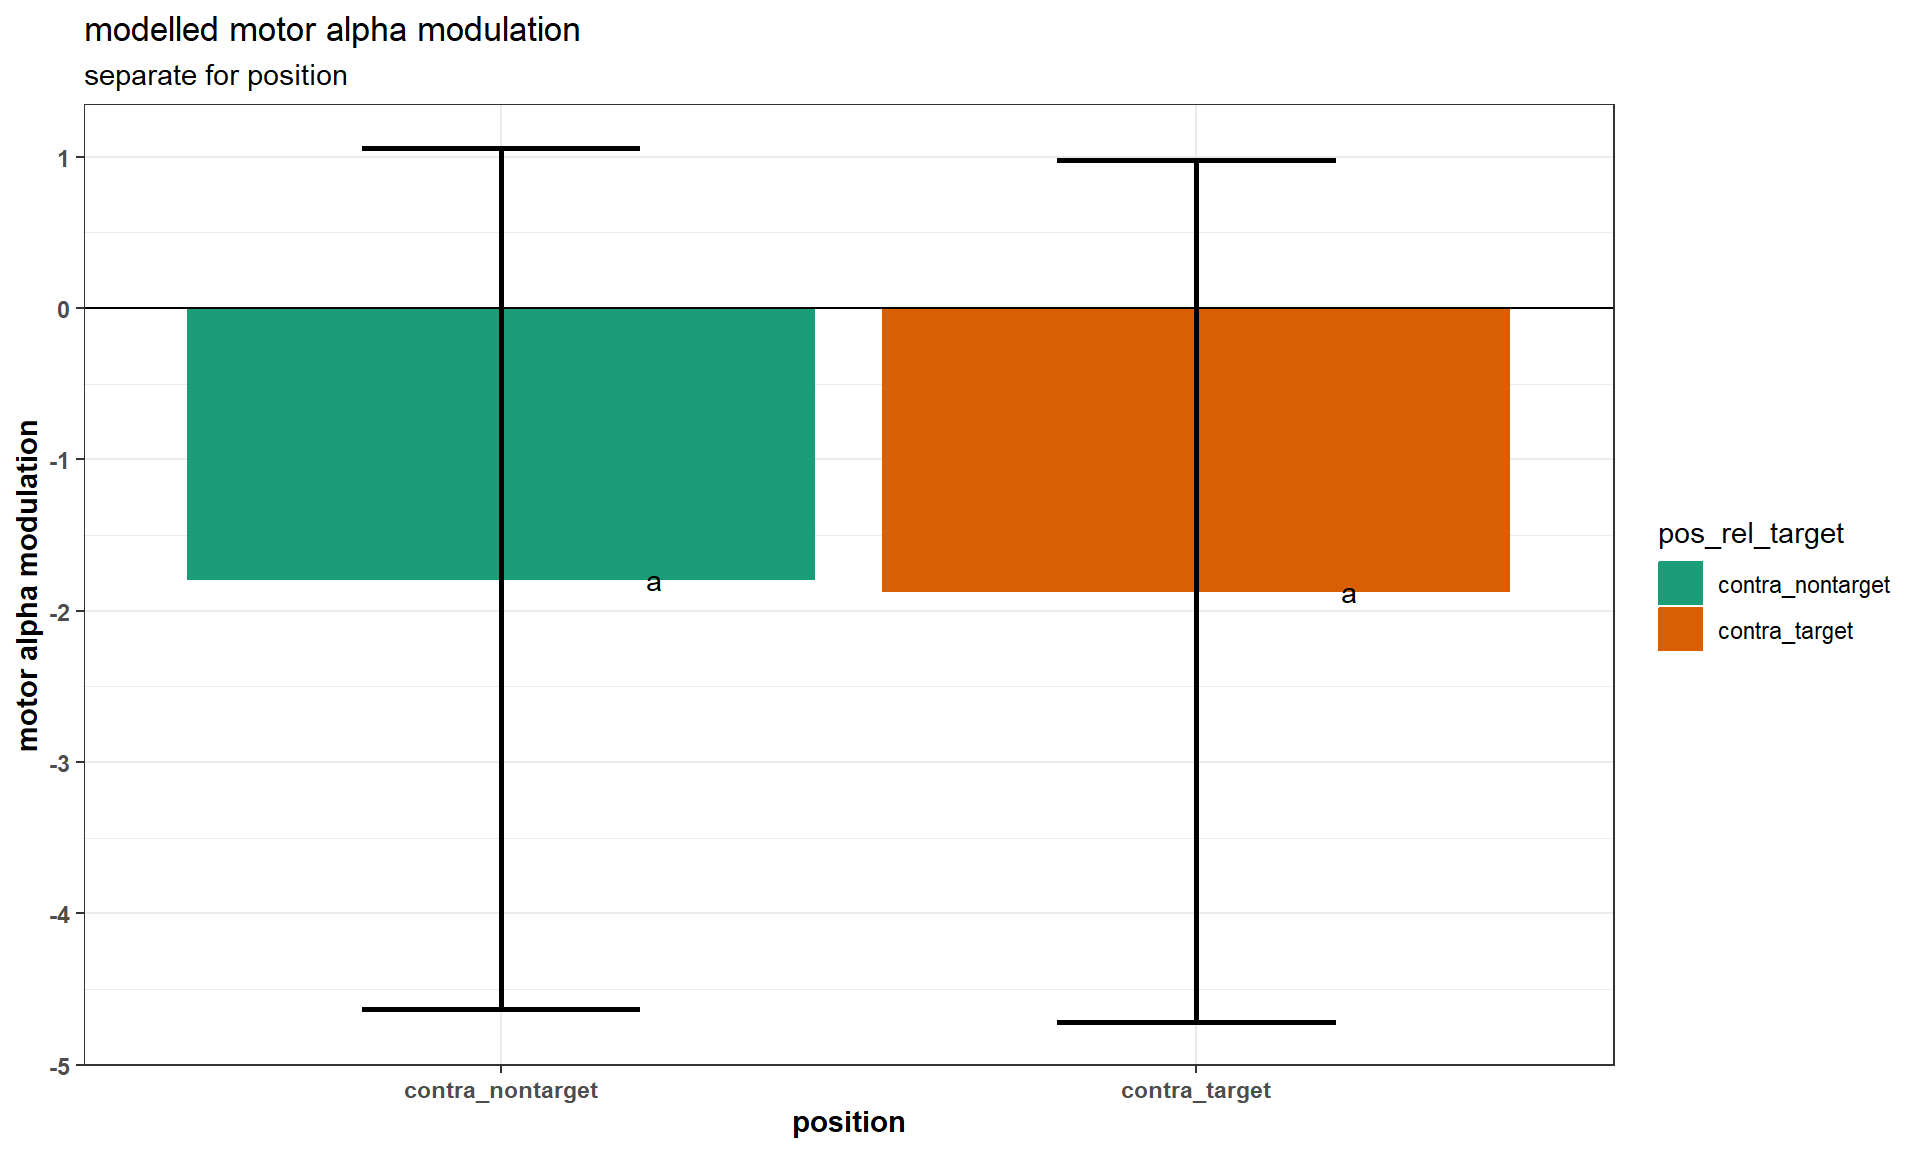 modelled motor alpha modulation
separate for position
motor alpha modulation
1
0
-1
-2
-3
-4
-5
a
a
contra_nontarget
contra_target
position
pos_rel_target
contra_nontarget
contra_target